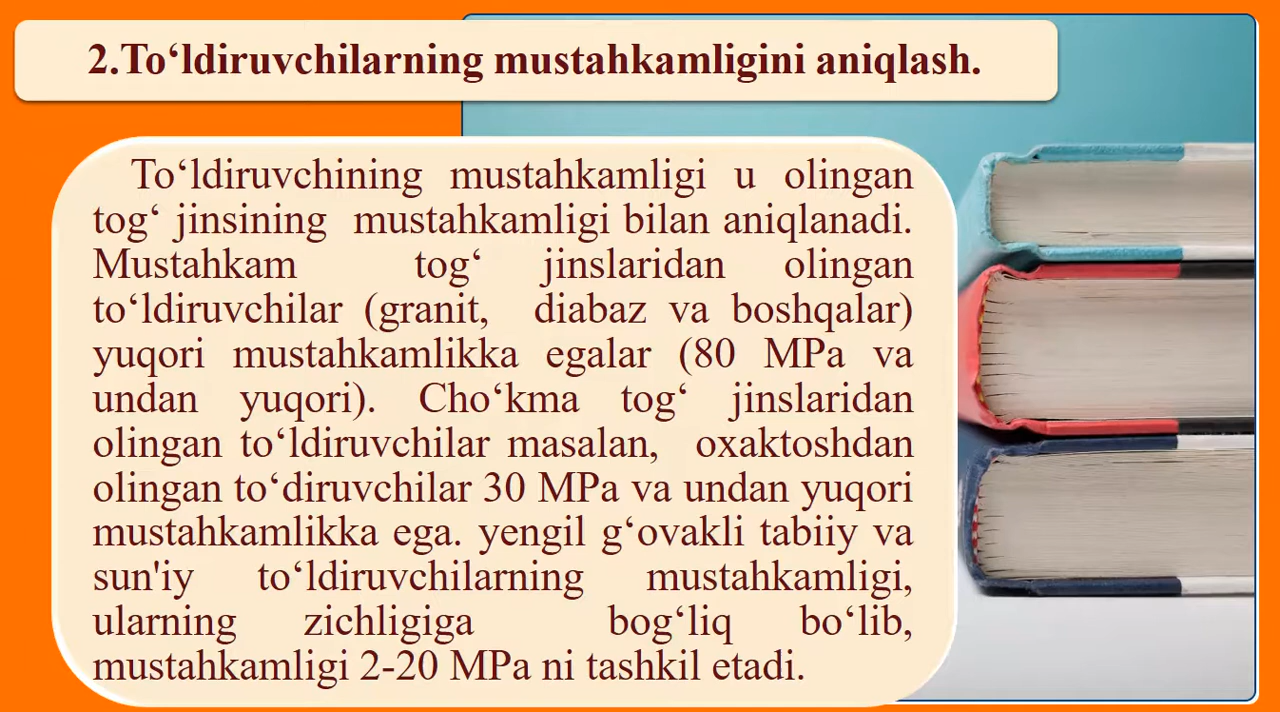 2.To‘ldiruvchilarning mustahkamligini aniqlash.
To‘ldiruvchining mustahkamligi u olingan
tog‘ jinsining mustahkamligi bilan aniqlanadi.
Mustahkam tog‘ jinslaridan olingan
to‘ldiruvchilar (granit, diabaz va boshqalar)
yuqori mustahkamlikka egalar (80 MPa va
undan yuqori). Cho‘kma tog‘ jinslaridan
olingan to‘ldiruvchilar masalan, oxaktoshdan
olingan to‘diruvchilar 30 MPa va undan yuqori
mustahkamlikka ega. yengil g‘ovakli tabiiy va
sun'iy to‘ldiruvchilarning mustahkamligi,
ularning zichligiga bog‘liq bo‘lib,
mustahkamligi 2-20 MPa ni tashkil etadi.